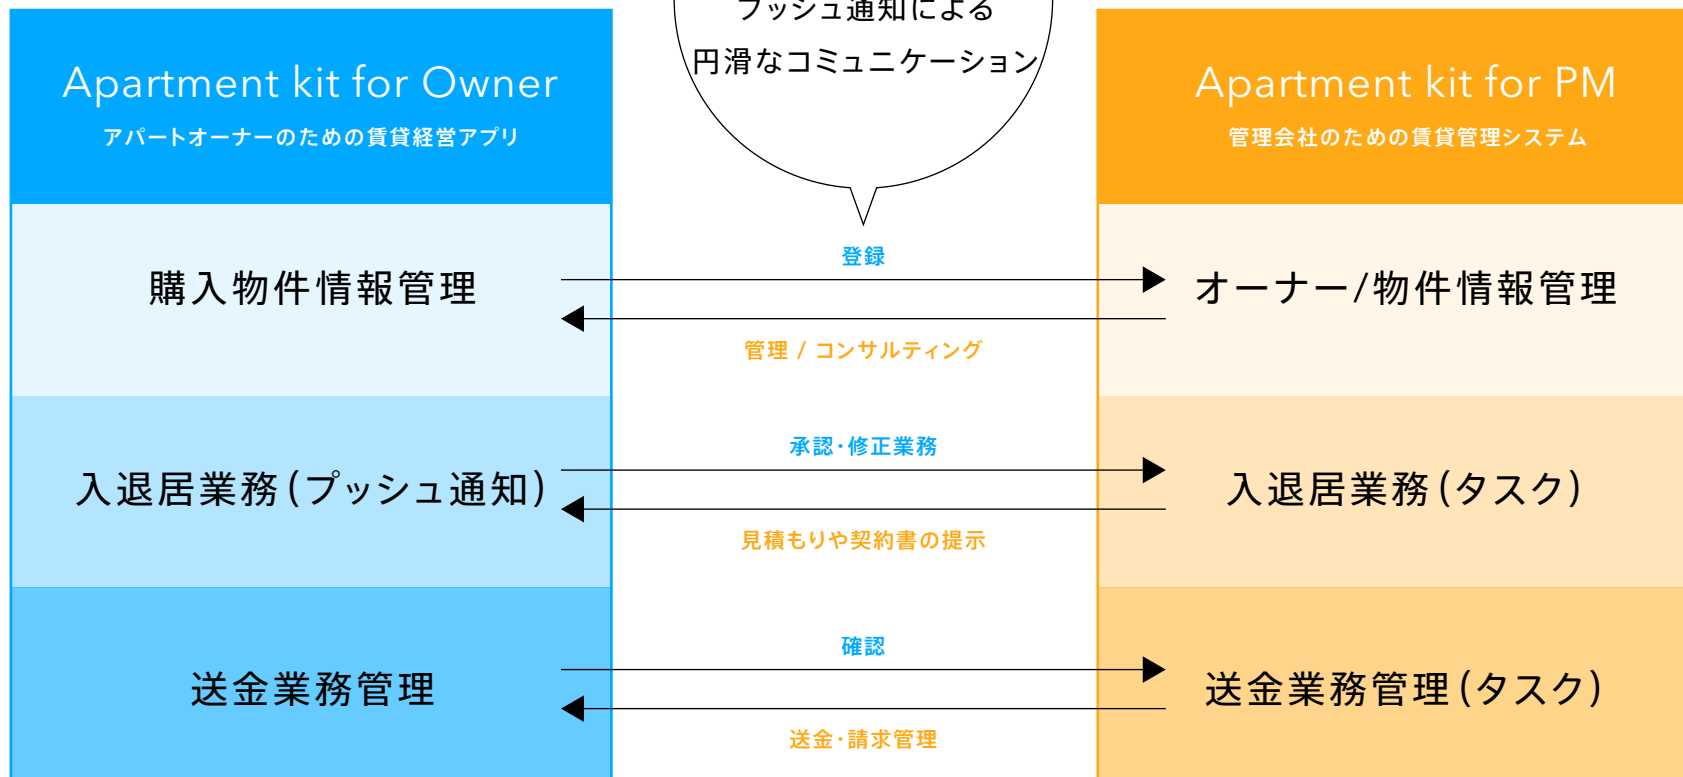 プッシュ通知による
円滑なコミュニケーション
Apartment kit for Owner
アパートオーナーのための賃貸経営アプリ
Apartment kit for PM
管理会社のための賃貸管理システム
購入物件情報管理
登録
管理 / コンサルティング
オーナー/物件情報管理
入退居業務(プッシュ通知)
承認・修正業務
見積もりや契約書の提示
入退居業務(タスク)
送金業務管理
確認
送金・請求管理
送金業務管理(タスク)